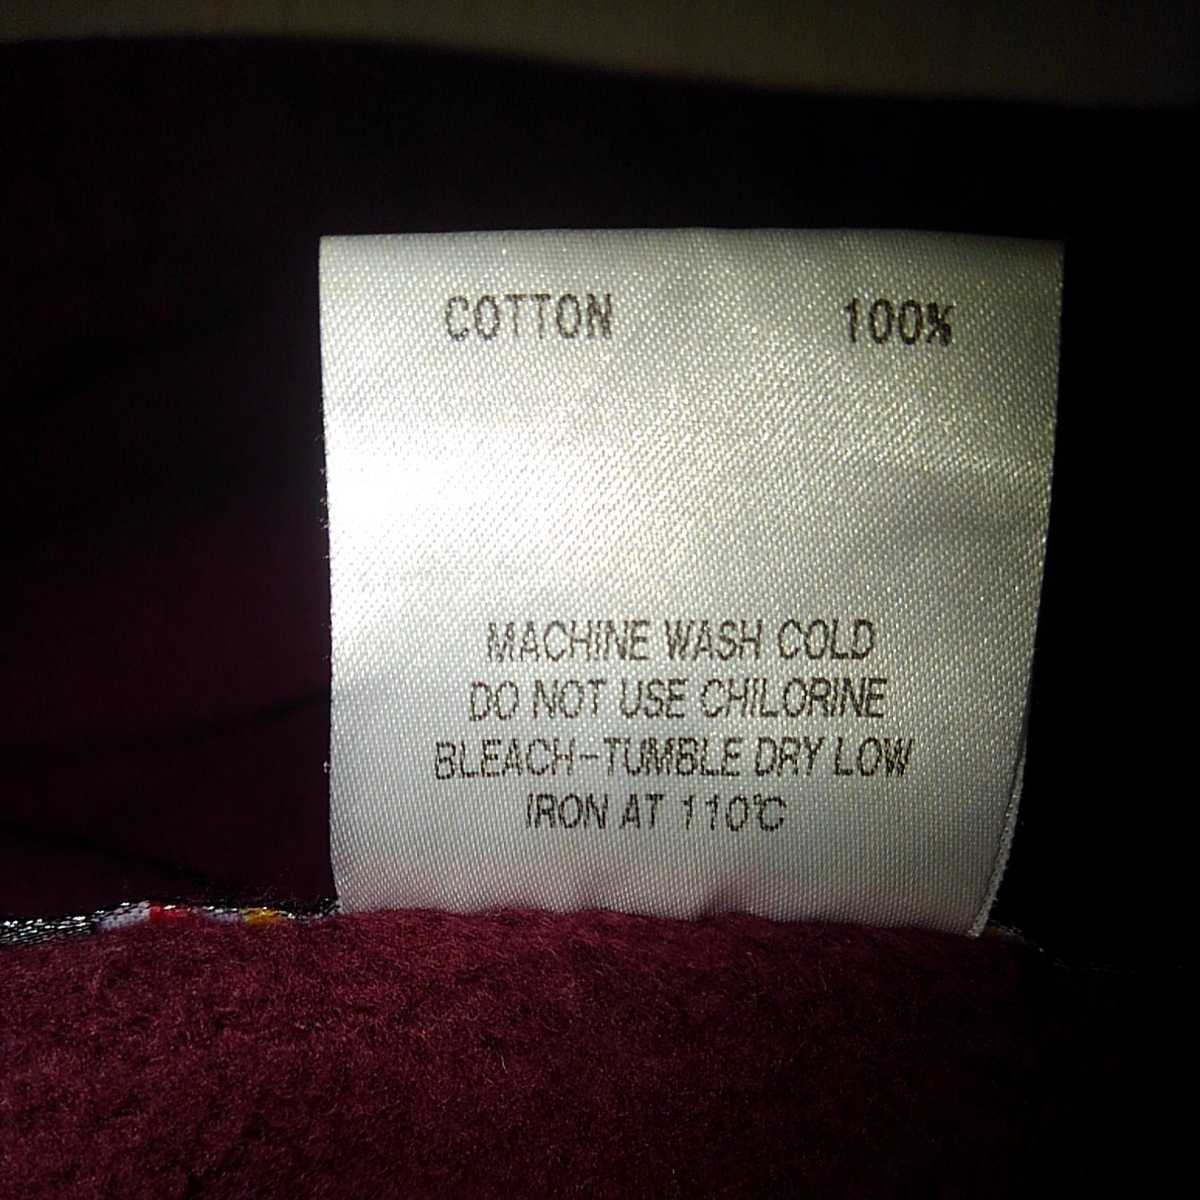 COTTON 100%
MACHINE WASH COLD
DO NOT USE CHILORINE
BLEACH-TUMBLE DRY LOW
IRON AT 110℃